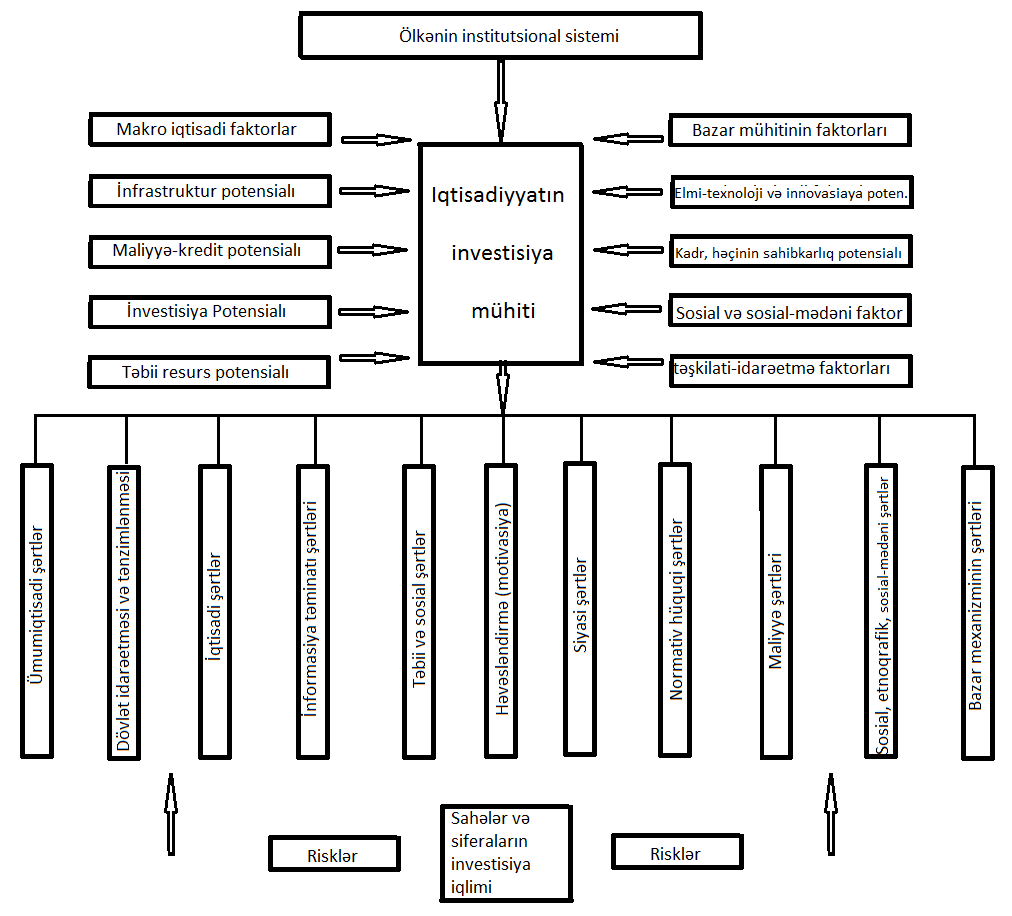 Ölkənin institutsional sistemi
Makro iqtisadi faktorlar
Bazar mühitinin faktorları
İnfrastruktur potensialı
Elmi-texnoloji və innovasiaya poten.
Maliyyə-kredit potensialı
Kadr, həçinin sahibkarlıq potensialı
İnvestisiya Potensialı
Sosial və sosial-mədəni faktor
Təbii resurs potensialı
təşkilati-idarəetmə faktorları
Iqtisadiyyatın
investisiya
mühiti
Ümumiqtisadi şərtlər
Dövlət idarəetməsi və tənzimlənməsi
İqtisadi şərtlər
İnformasiya təminatı şərtləri
Təbii və sosial şərtlər
Həvəsləndirmə (motivasiya)
Siyasi şərtlər
Normativ hüquqi şərtlər
Maliyyə şərtləri
Sosial, etnoqrafik, sosial-mədəni şərtlər
Bazar mexanizminin şərtləri
Risklər
Sahələr və
siferaların
investisiya
iqlimi
Risklər